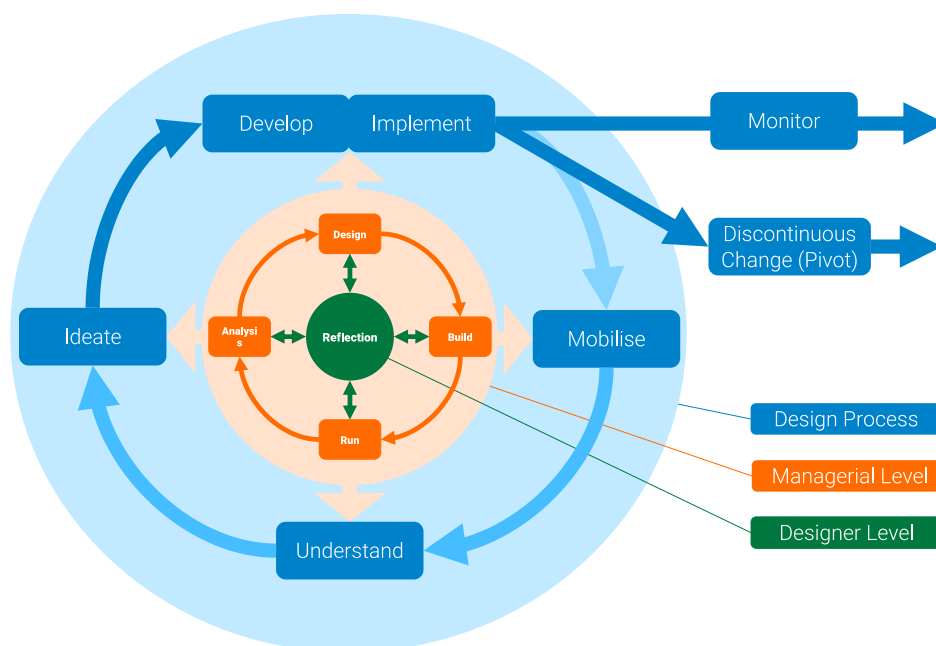 Develop
Implement
Monitor
Design
Discontinuous
Change (Pivot)
Ideate
Analysi
s
Reflection
Build
Mobilise
Run
Design Process
Managerial Level
Designer Level
Understand